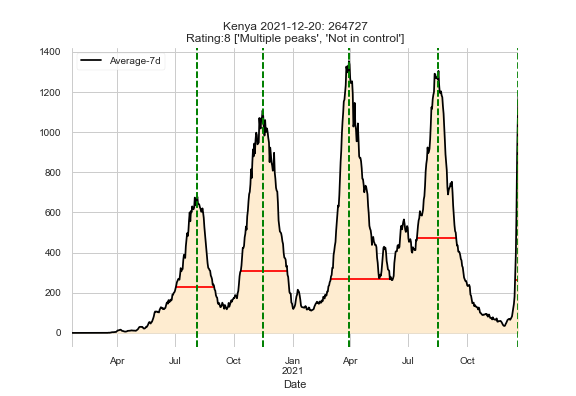 Kenya 2021-12-20: 264727
Rating:8 ['Multiple peaks', 'Not in control']
Average-7d
1400
1200
1000
800
600
400
200
0
Apr Jul Oct Jan Apr Jul Oct
2021
Date